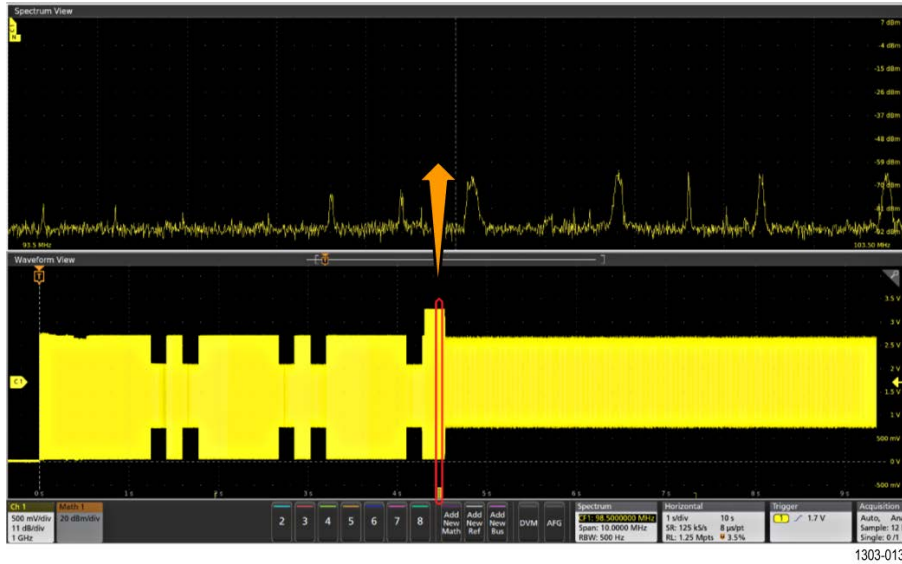 Spectrum View
7 dBm
-4 dBm
-15 dBm
-26 dBm
-37 dBm
-48 dBm
-59 dBm
-70 dBm
-81 dBm
-92 dBm
93.5 MHz
103.50 MHz
Waveform View
T
3.5 V
3 V
2.5 V
2 V
C1
1.5 V
1 V
500 mV
0 V
-500 mV
0 s
1 s
2 s
3 s
4 s
5 s
6 s
7 s
8 s
9 s
Ch 1
500 mV/div
11 dB/div
1 GHz
Math 1
20 dBm/div
2 3 4 5 6 7 8
Add New Math
Add New Ref
Add New Bus
DVM AFG
Spectrum
CF1: 98.5000000 MHz
Span: 10.0000 MHz
RBW: 500 Hz
Horizontal
1 s/div 10 s
SR: 125 kS/s 8 µs/pt
RL: 1.25 Mpts 3.5%
Trigger
1 1.7 V
Acquisition
Auto, An
Sample: 12
Single: 0/1
1303-013